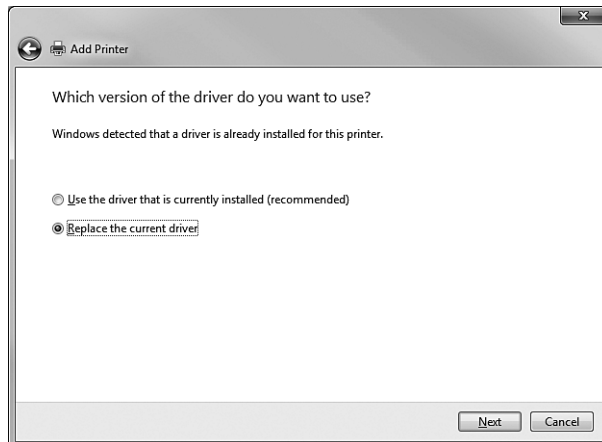 Add Printer
Which version of the driver do you want to use?
Windows detected that a driver is already installed for this printer.
Use the driver that is currently installed (recommended)
Replace the current driver
Next Cancel